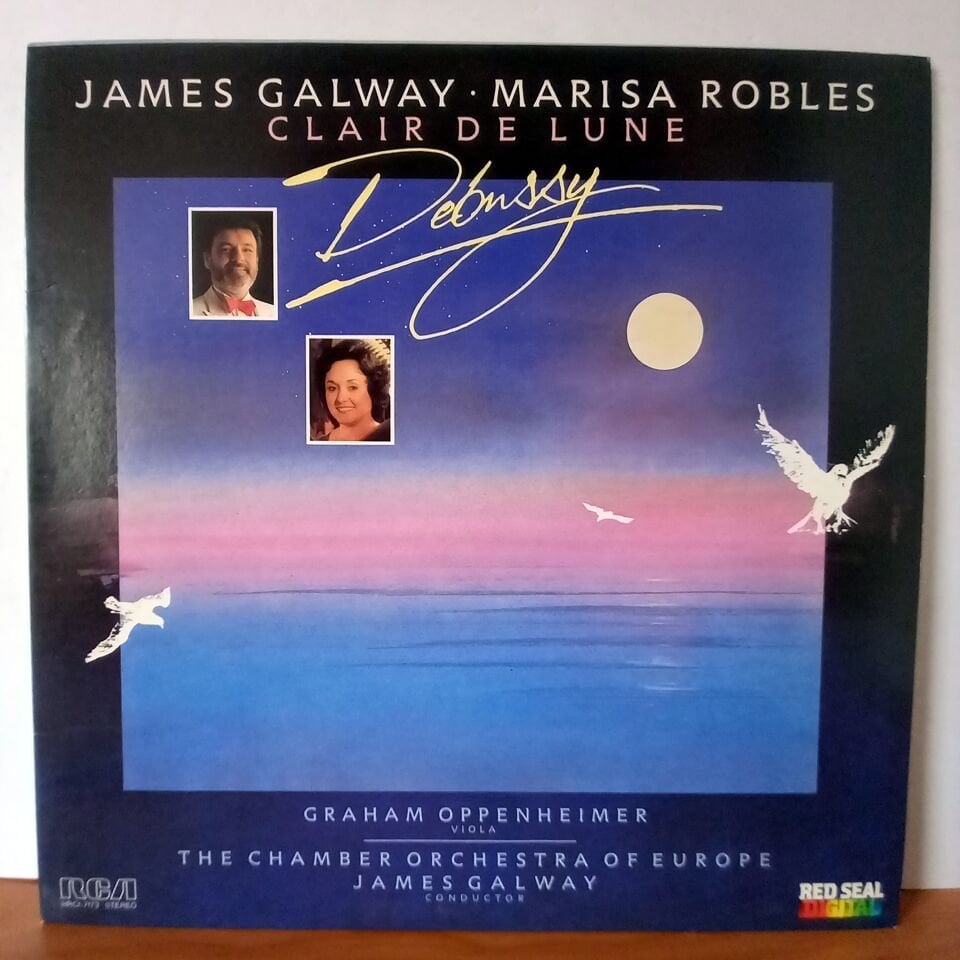 JAMES GALWAY · MARISA ROBLES
CLAIR DE LUNE
Debussy
GRAHAM OPPENHEIMER
VIOLA
THE CHAMBER ORCHESTRA OF EUROPE
JAMES GALWAY
CONDUCTOR
RCA
STEREO
RED SEAL
DIGITAL